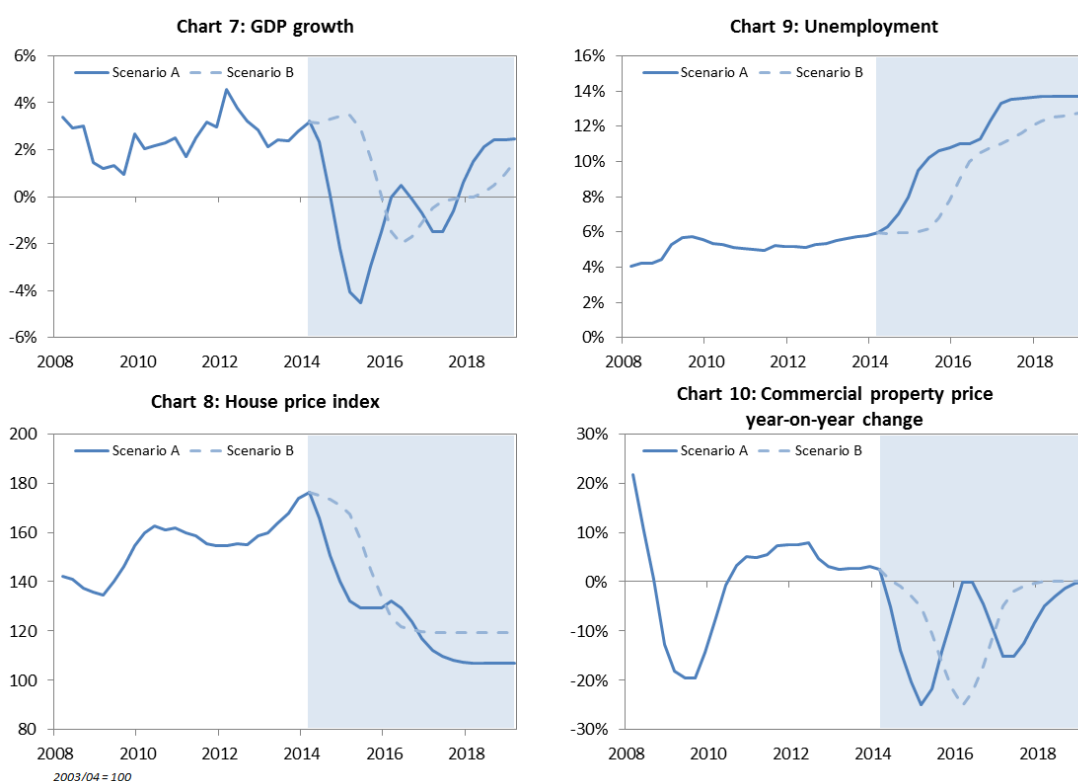 Chart 7: GDP growth
6%
Scenario A Scenario B
4%
2%
0%
-2%
-4%
-6%
2008 2010 2012 2014 2016 2018
Chart 9: Unemployment
16%
Scenario A Scenario B
14%
12%
10%
8%
6%
4%
2%
0%
2008 2010 2012 2014 2016 2018
Chart 8: House price index
200
Scenario A Scenario B
180
160
140
120
100
80
2008 2010 2012 2014 2016 2018
2003/04 = 100
Chart 10: Commercial property price
year-on-year change
30%
Scenario A Scenario B
20%
10%
0%
-10%
-20%
-30%
2008 2010 2012 2014 2016 2018